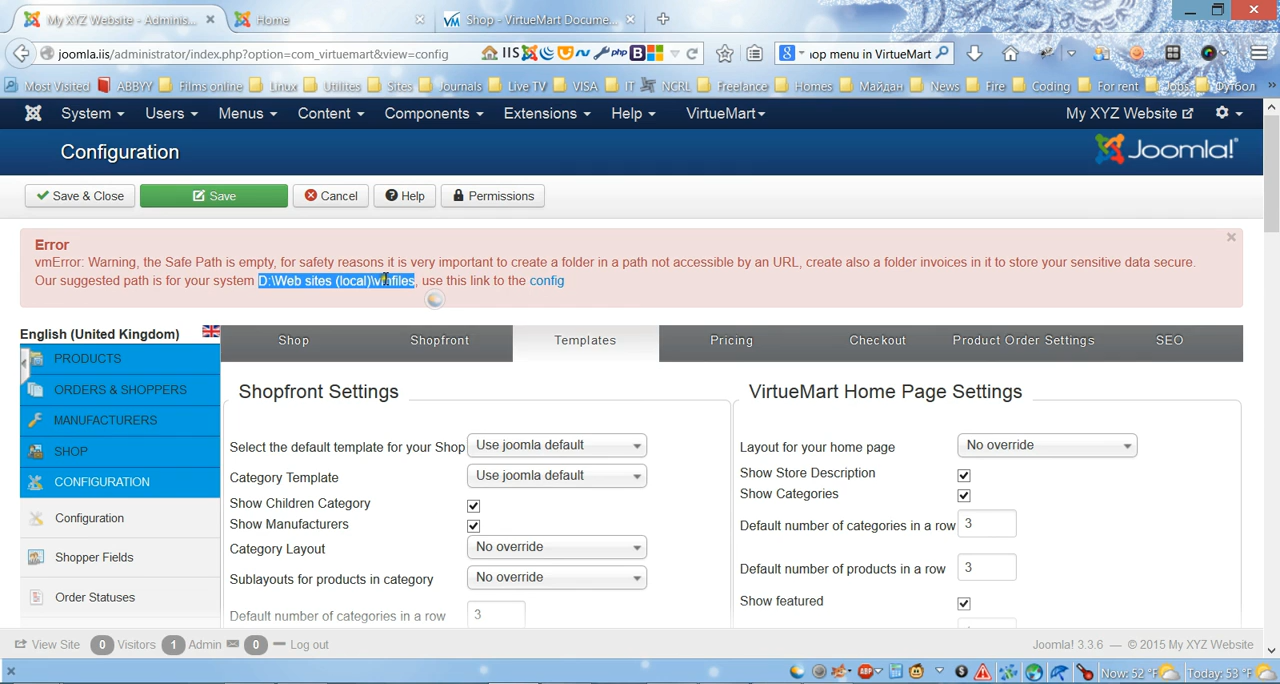 My XYZ Website - Adminis...
Home
Shop - VirtueMart Docume...
joomla.iis/administrator/index.php?option=com_virtuemart&view=config
IIS
php
B
8
top menu in VirtueMart
Most Visited
ABBYY
Films online
Linux
Utilites
Sites
Journals
Live TV
VISA
IT
NCRL
Freelance
Homes
Майдан
News
Fire
Coding
For rent
Jobs
Футбол
System
Users
Menus
Content
Components
Extensions
Help
VirtueMart
My XYZ Website
Configuration
Joomla!
Save & Close
Save
Cancel
Help
Permissions
Error
vmError: Warning, the Safe Path is empty, for safety reasons it is very important to create a folder in a path not accessible by an URL, create also a folder invoices in it to store your sensitive data secure.
Our suggested path is for your system D:\Web sites (local)\vmfiles, use this link to the config
English (United Kingdom)
Shop
Shopfront
Templates
Pricing
Checkout
Product Order Settings
SEO
PRODUCTS
ORDERS & SHOPPERS
MANUFACTURERS
SHOP
CONFIGURATION
Configuration
Shopper Fields
Order Statuses
Shopfront Settings
Select the default template for your Shop
Use joomla default
Category Template
Use joomla default
Show Children Category
Show Manufacturers
Category Layout
No override
Sublayouts for products in category
No override
Default number of categories in a row
3
VirtueMart Home Page Settings
Layout for your home page
No override
Show Store Description
Show Categories
Default number of categories in a row
3
Default number of products in a row
3
Show featured
View Site
0
Visitors
1
Admin
0
Log out
Joomla! 3.3.6 — © 2015 My XYZ Website
ABP
Now: 52 °F
Today: 53 °F